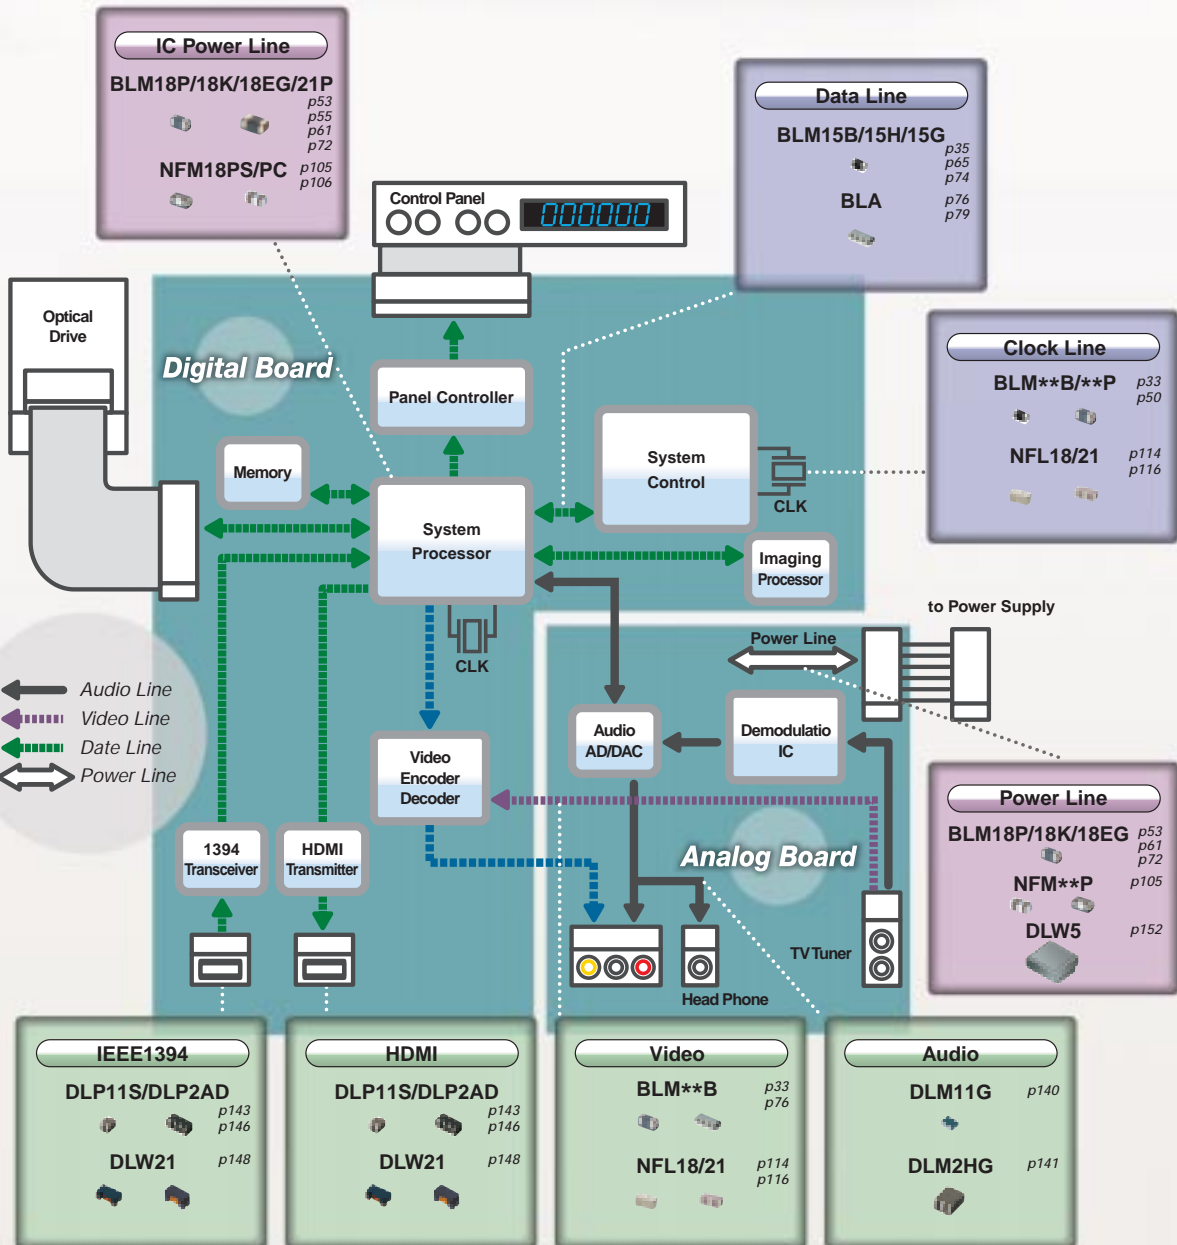 IC Power Line
BLM18P/18K/18EG/21P
p53
p55
p61
p72
NFM18PS/PC
p105
p106
Data Line
BLM15B/15H/15G
p35
p65
p74
BLA
p76
p79
Control Panel
000000
Optical
Drive
Digital Board
Panel Controller
Clock Line
BLM**B/**P
p33
p50
NFL18/21
p114
p116
Memory
System
Control
CLK
System
Processor
Imaging
Processor
CLK
to Power Supply
Power Line
Audio Line
Video Line
Date Line
Power Line
Audio
AD/DAC
Demodulatio
IC
Video
Encoder
Decoder
1394
Transceiver
HDMI
Transmitter
Analog Board
TV Tuner
Head Phone
Power Line
BLM18P/18K/18EG
p53
p61
p72
NFM**P
p105
DLW5
p152
IEEE1394
DLP11S/DLP2AD
p143
p146
DLW21
p148
HDMI
DLP11S/DLP2AD
p143
p146
DLW21
p148
Video
BLM**B
p33
p76
NFL18/21
p114
p116
Audio
DLM11G
p140
DLM2HG
p141